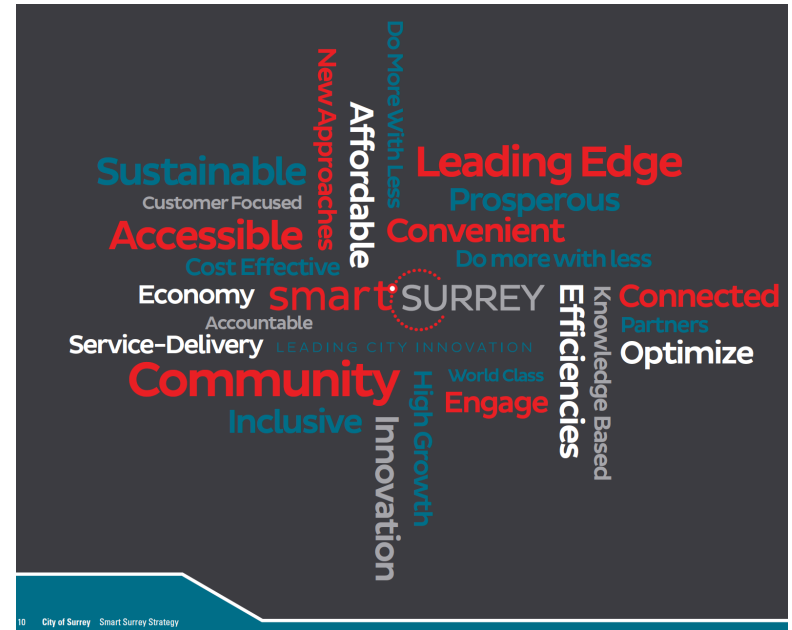 Do More With Less
New Approaches
Affordable
Leading Edge
Sustainable
Prosperous
Customer Focused
Accessible
Convenient
Cost Effective
Do more with less
Economy
smart SURREY
Efficiencies
Knowledge Based
Connected
Accountable
Partners
Service-Delivery
LEADING CITY INNOVATION
Optimize
Community
High Growth
World Class
Engage
Inclusive
Innovation
10 City of Surrey Smart Surrey Strategy